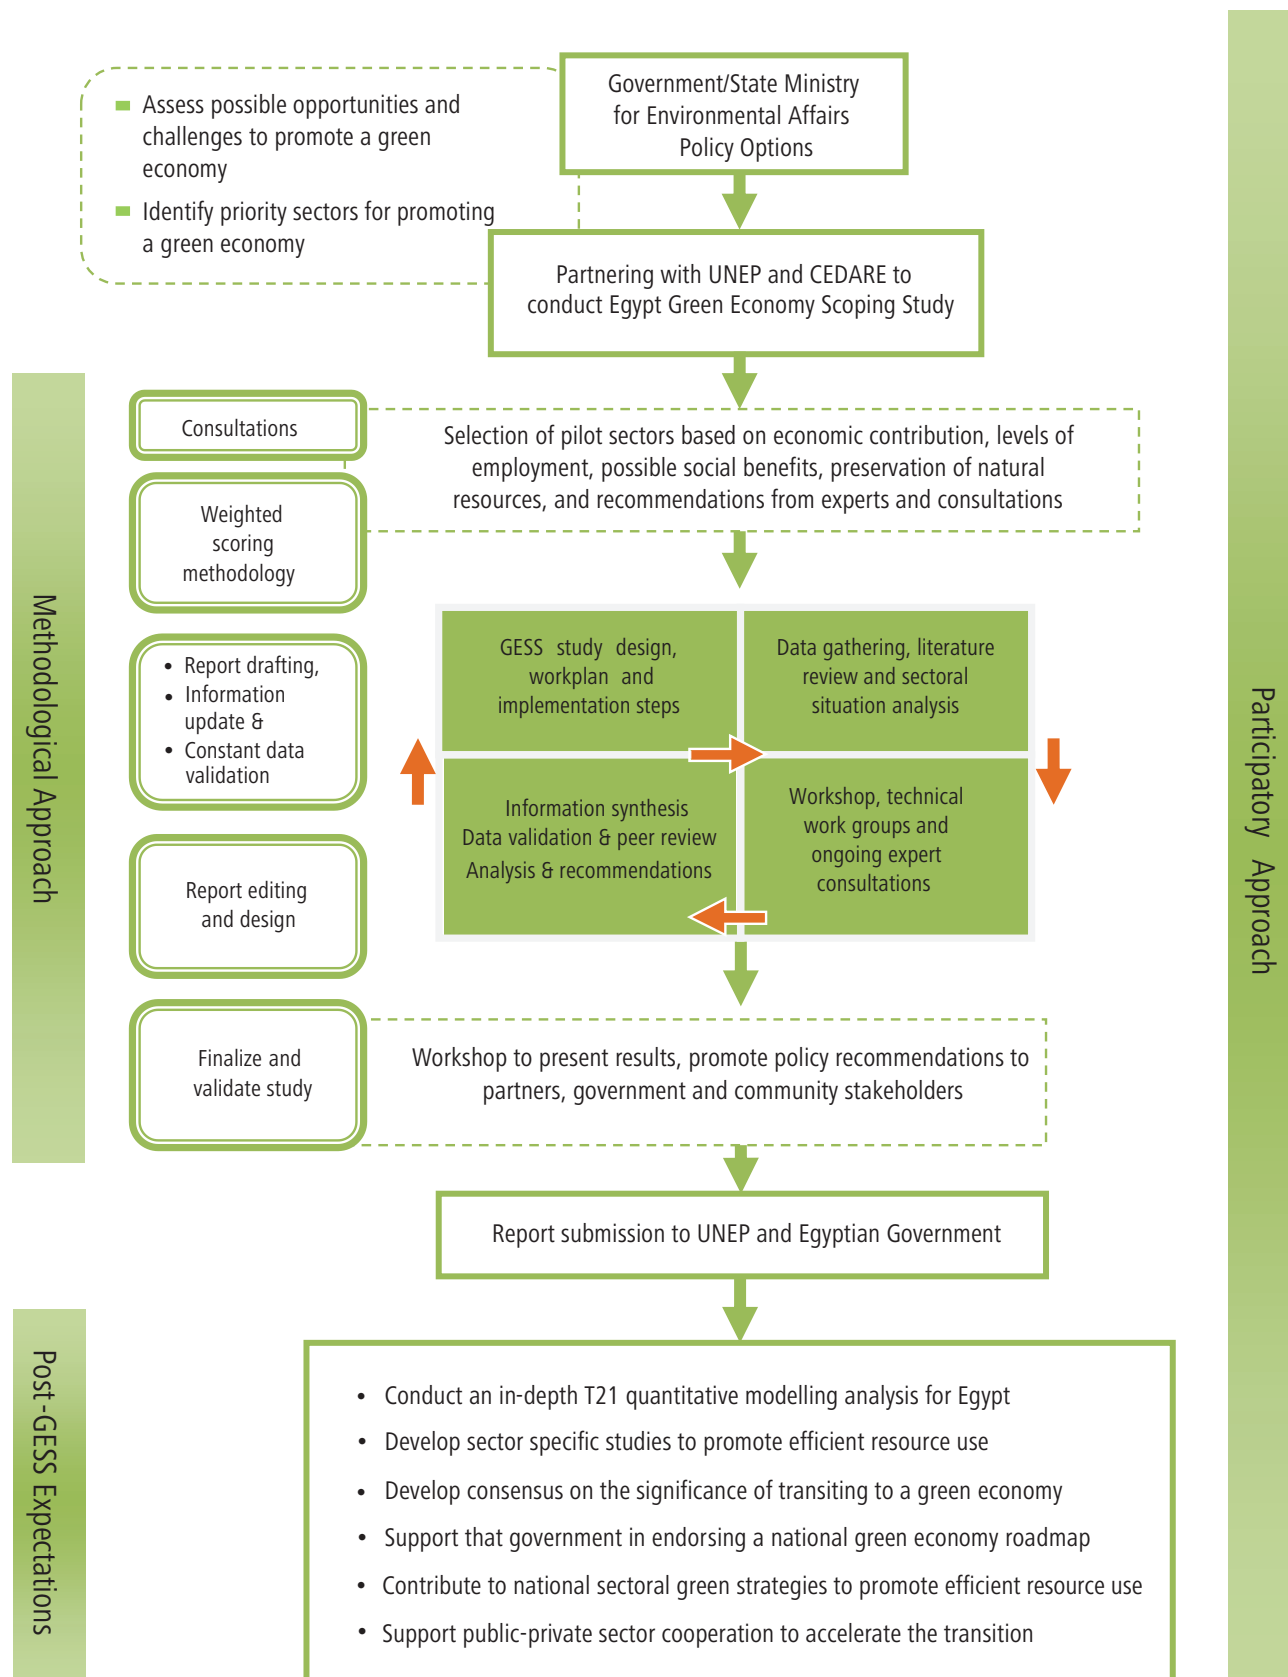 Assess possible opportunities and
challenges to promote a green
economy
Identify priority sectors for promoting
a green economy
Government/State Ministry
for Environmental Affairs
Policy Options
Partnering with UNEP and CEDARE to
conduct Egypt Green Economy Scoping Study
Methodological Approach
Participatory Approach
Consultations
Weighted
scoring
methodology
Selection of pilot sectors based on economic contribution, levels of
employment, possible social benefits, preservation of natural
resources, and recommendations from experts and consultations
• Report drafting,
• Information
update &
• Constant data
validation
GESS study design,
workplan and
implementation steps
Data gathering, literature
review and sectoral
situation analysis
Information synthesis
Data validation & peer review
Analysis & recommendations
Workshop, technical
work groups and
ongoing expert
consultations
Report editing
and design
Finalize and
validate study
Workshop to present results, promote policy recommendations to
partners, government and community stakeholders
Report submission to UNEP and Egyptian Government
Post-GESS Expectations
• Conduct an in-depth T21 quantitative modelling analysis for Egypt
• Develop sector specific studies to promote efficient resource use
• Develop consensus on the significance of transiting to a green economy
• Support that government in endorsing a national green economy roadmap
• Contribute to national sectoral green strategies to promote efficient resource use
• Support public-private sector cooperation to accelerate the transition